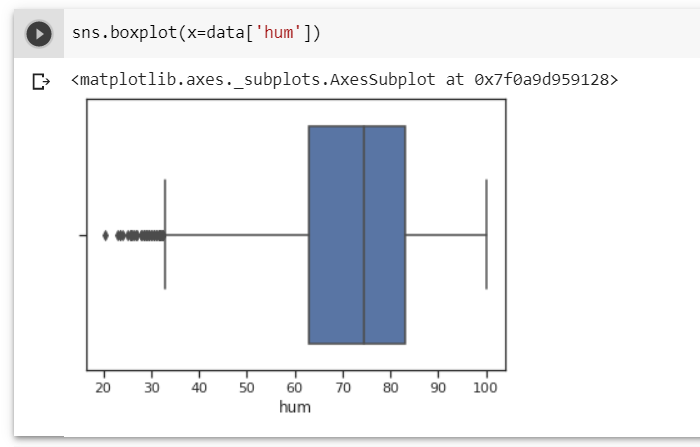 sns.boxplot(x=data['hum'])
<matplotlib.axes._subplots.AxesSubplot at 0x7f0a9d959128>
20 30 40 50 60 70 80 90 100
hum